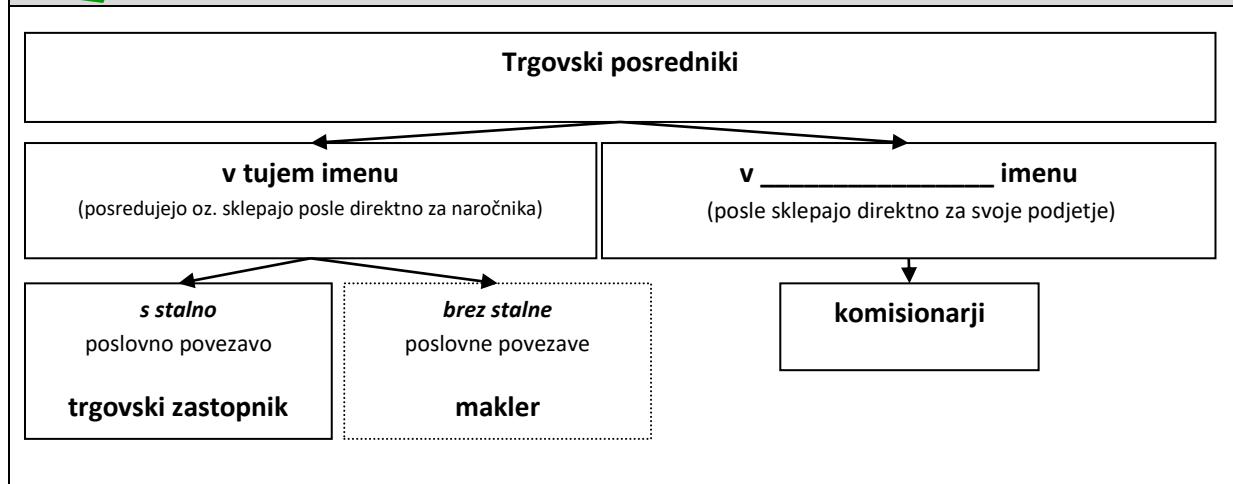 Trgovski posredniki
v tujem imenu
(posredujejo oz. sklepajo posle direktno za naročnika)
v _________________ imenu
(posle sklepajo direktno za svoje podjetje)
s stalno
poslovno povezavo
trgovski zastopnik
brez stalne
poslovne povezave
makler
komisionarji